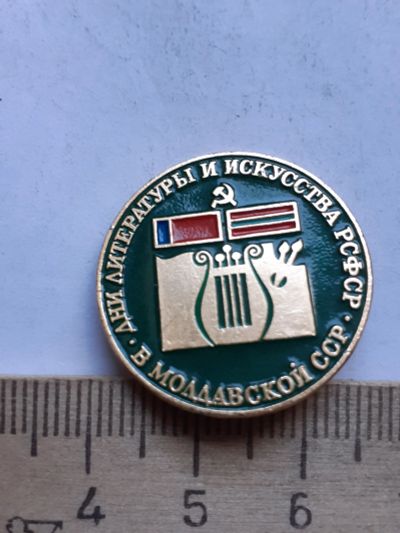 ДНИ ЛИТЕРАТУРЫ И ИСКУССТВА РСФСР
· В МОЛДАВСКОЙ ССР ·
4 5 6